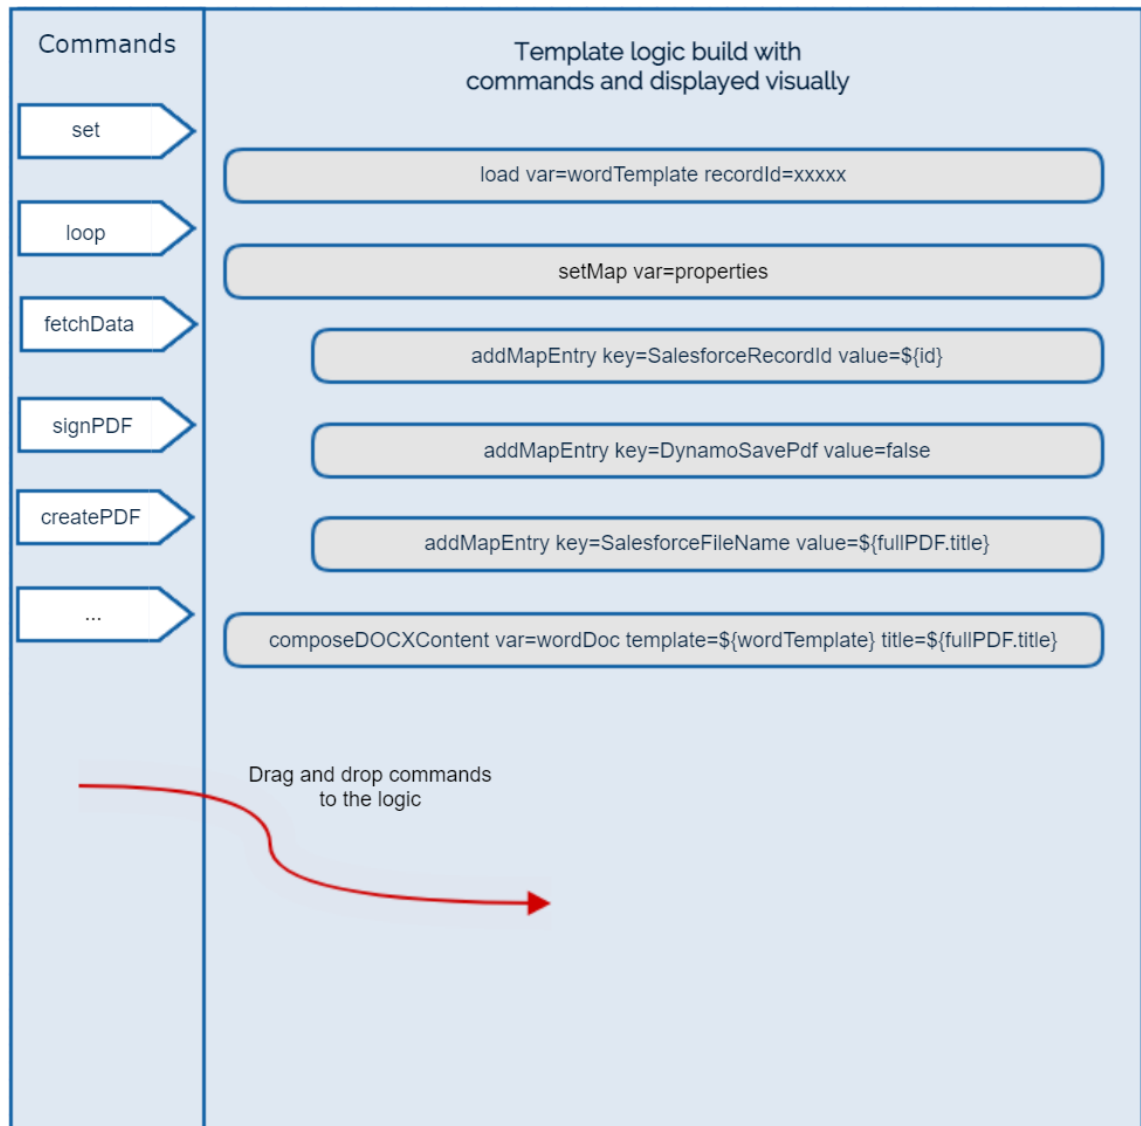 Commands
set
loop
fetchData
signPDF
createPDF
...
Template logic build with
commands and displayed visually
load var=wordTemplate recordId=xxxxx
setMap var=properties
addMapEntry key=SalesforceRecordId value=${id}
addMapEntry key=DynamoSavePdf value=false
addMapEntry key=SalesforceFileName value=${fullPDF.title}
composeDOCXContent var=wordDoc template=${wordTemplate} title=${fullPDF.title}
Drag and drop commands
to the logic